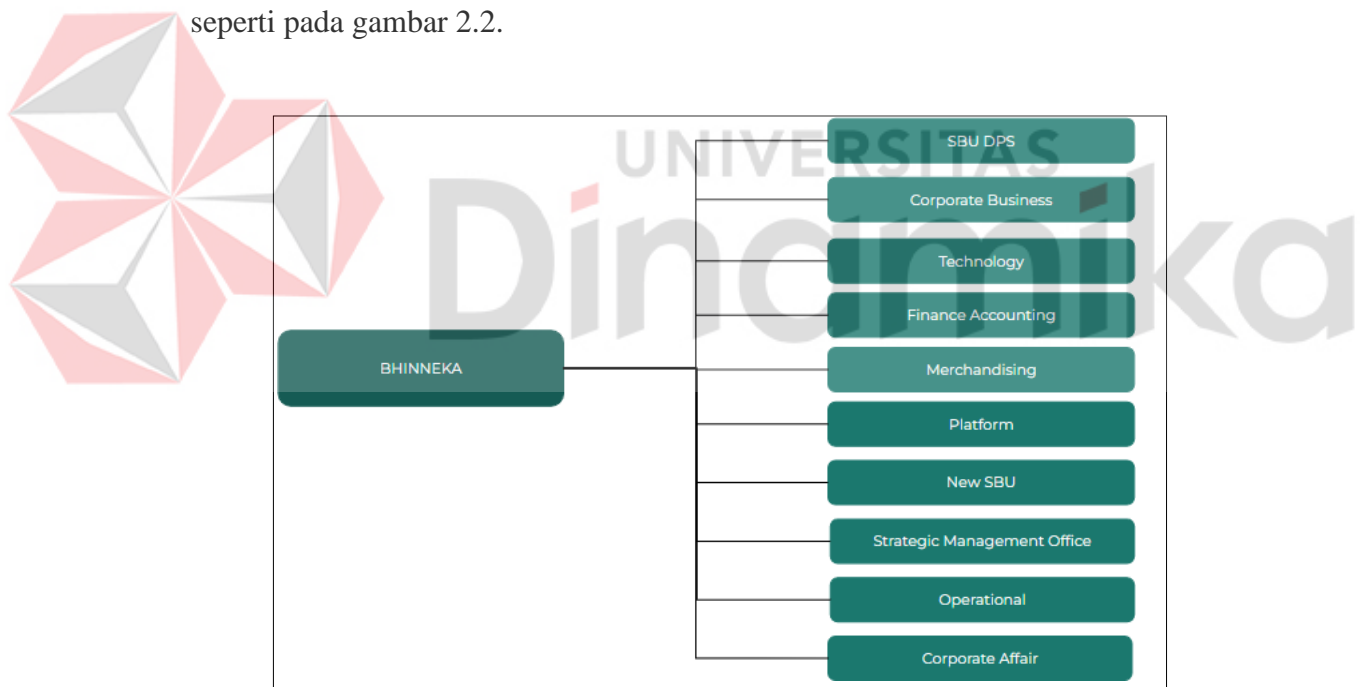 seperti pada gambar 2.2.
UNIVERSITAS
Dinamika
BHINNEKA
SBU DPS
Corporate Business
Technology
Finance Accounting
Merchandising
Platform
New SBU
Strategic Management Office
Operational
Corporate Affair